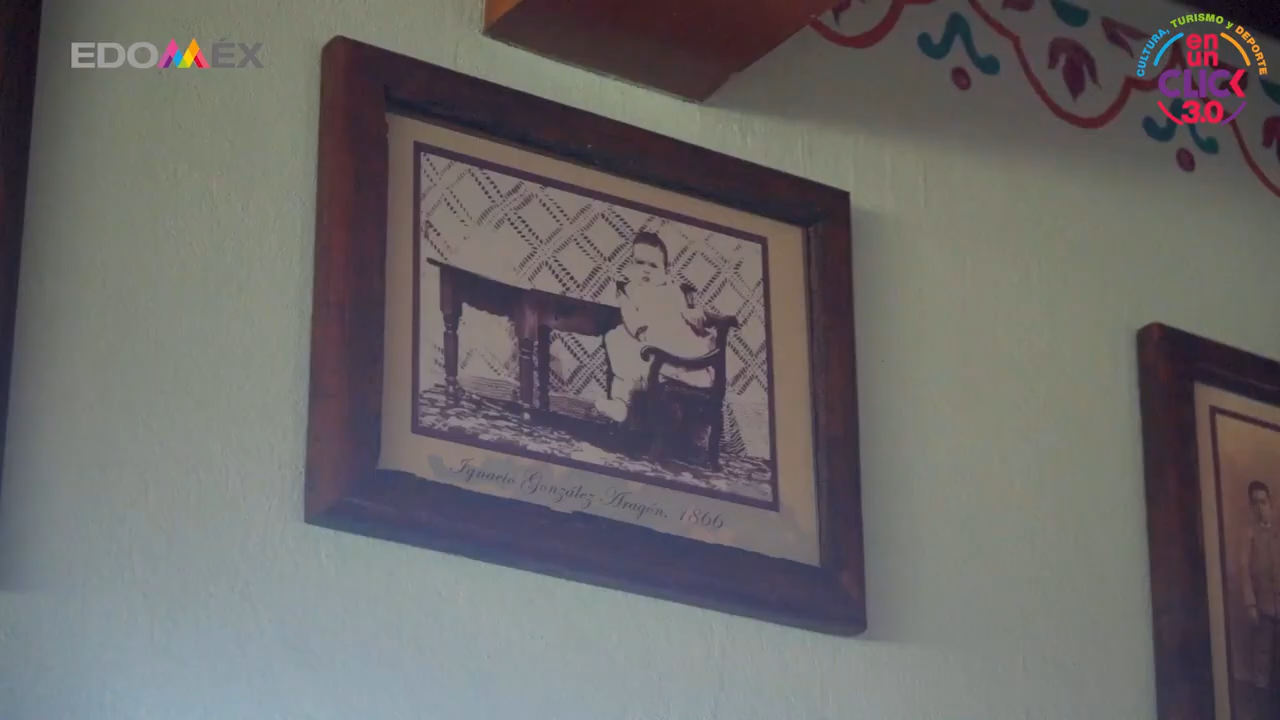 EDOMÉX
CULTURA, TURISMO y DEPORTE
en
un
CLICK
3.0
Ignacio González Aragón, 1866